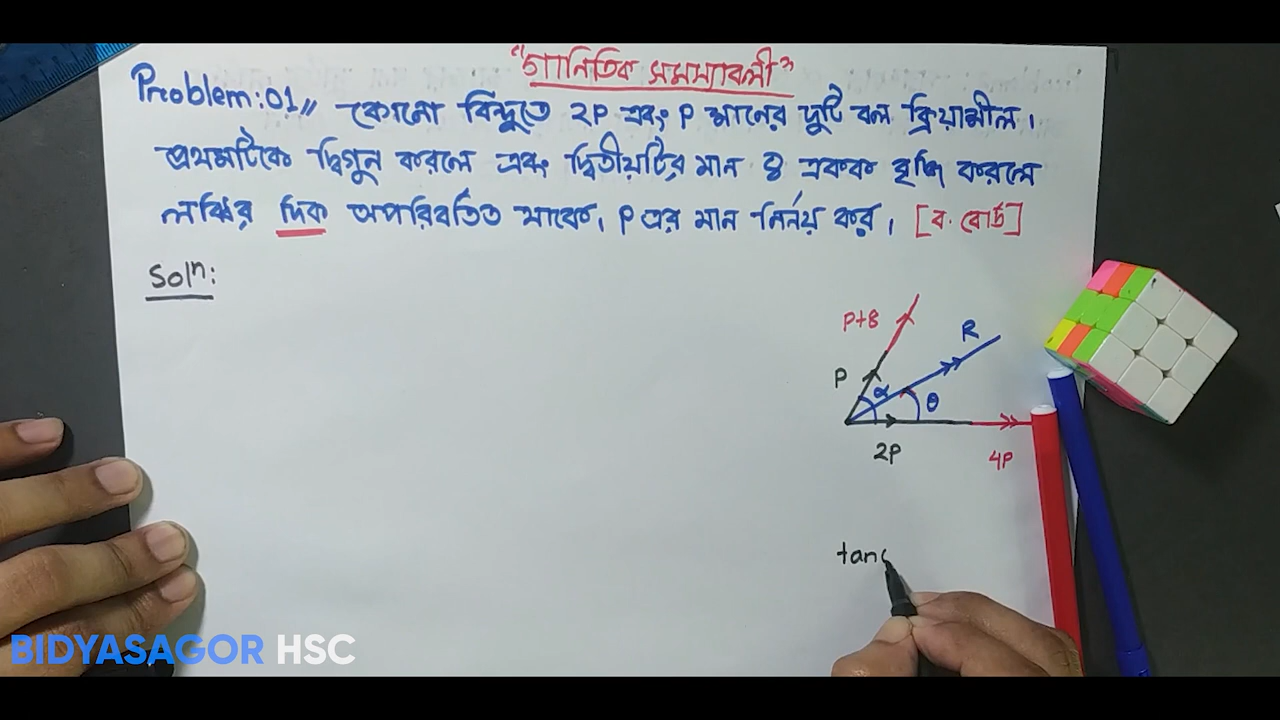 "গানিতিক সমস্যাবলী"
Problem:01// কোনো বিন্দুতে 2P এবং P মানের দুটি বল ক্রিয়াশীল।
প্রথমটিকে দ্বিগুন করলে এবং দ্বিতীয়টির মান 8 একক বৃদ্ধি করলে
লব্ধির দিক অপরিবর্তিত থাকে। P এর মান নির্নয় কর। [ব. বোর্ড]
Solⁿ:
P+8
R
P
α
θ
2P
4P
tan
BIDYASAGOR HSC